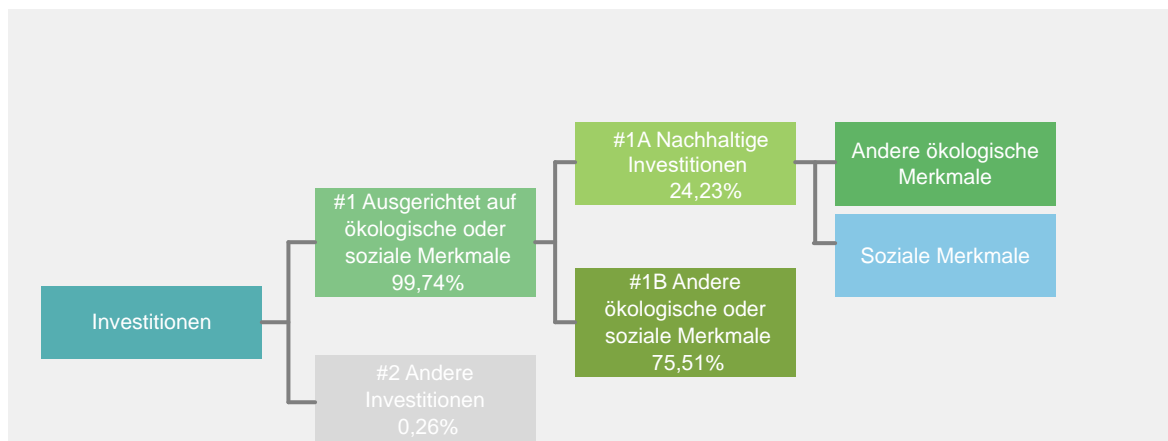 Investitionen
#1 Ausgerichtet auf
ökologische oder
soziale Merkmale
99,74%
#2 Andere
Investitionen
0,26%
#1A Nachhaltige
Investitionen
24,23%
#1B Andere
ökologische oder
soziale Merkmale
75,51%
Andere ökologische
Merkmale
Soziale Merkmale